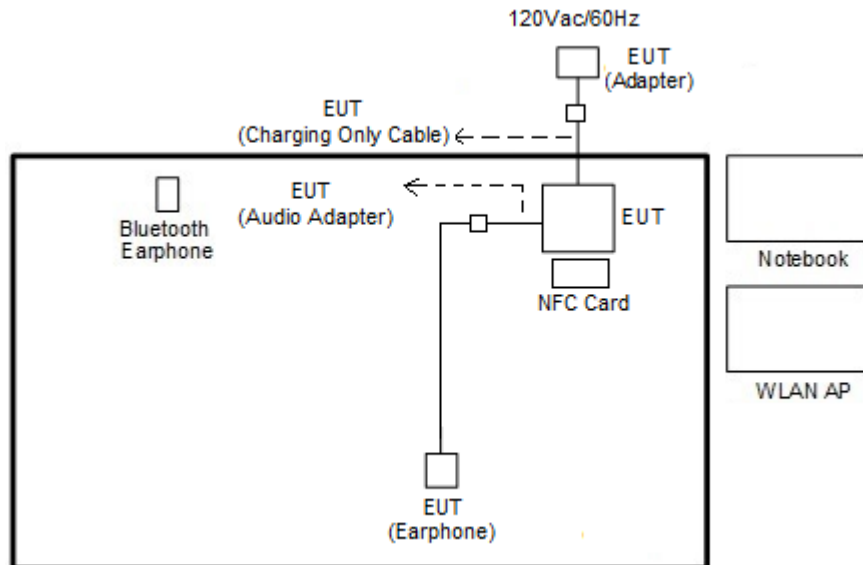 120Vac/60Hz
EUT
(Adapter)
EUT
(Charging Only Cable)
EUT
(Audio Adapter)
Bluetooth
Earphone
EUT
NFC Card
Notebook
WLAN AP
EUT
(Earphone)